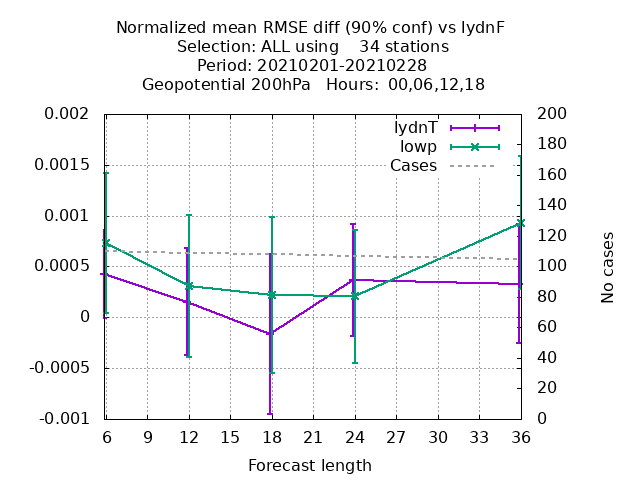 Normalized mean RMSE diff (90% conf) vs lydnF
Selection: ALL using    34 stations
Period: 20210201-20210228
Geopotential 200hPa   Hours: 00,06,12,18
0.002
0.0015
0.001
0.0005
0
-0.0005
-0.001
lydnT
lowp
Cases
200
180
160
140
120
100
80
60
40
20
0
No cases
6 9 12 15 18 21 24 27 30 33 36
Forecast length